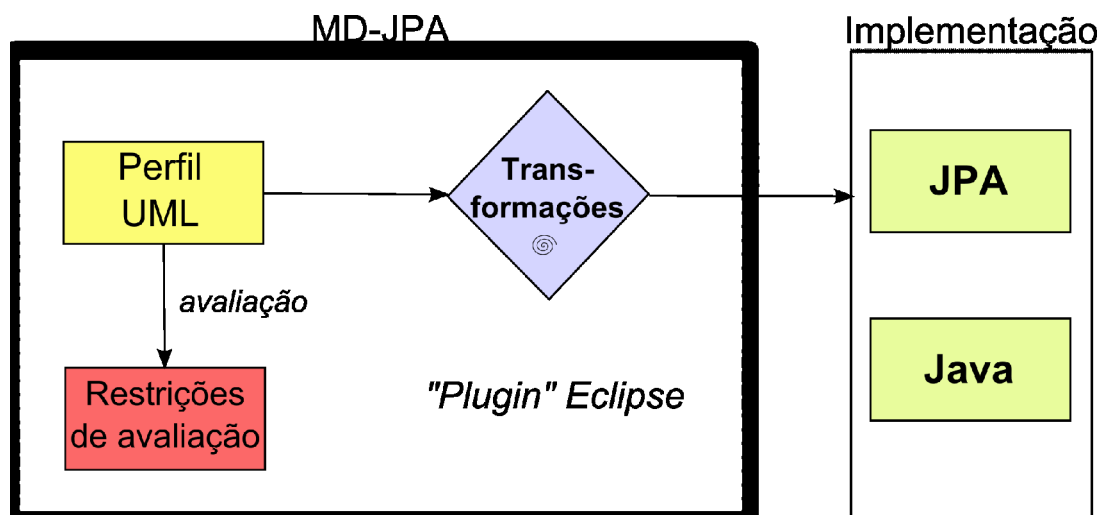 MD-JPA
Implementação
Perfil
UML
Trans-
formações
JPA
avaliação
Restrições
de avaliação
"Plugin" Eclipse
Java